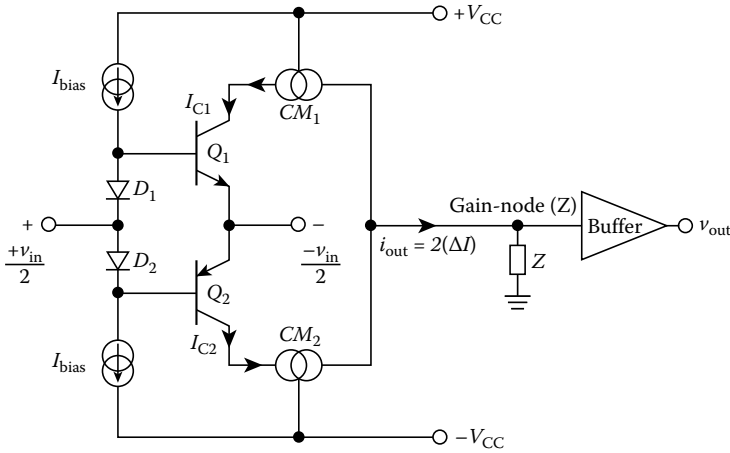 +V_CC
I_bias
I_C1
CM_1
Q_1
D_1
+
−
Gain-node (Z)
Buffer
v_out
+v_in
2
−v_in
2
i_out = 2(ΔI)
D_2
Z
Q_2
CM_2
I_C2
I_bias
−V_CC